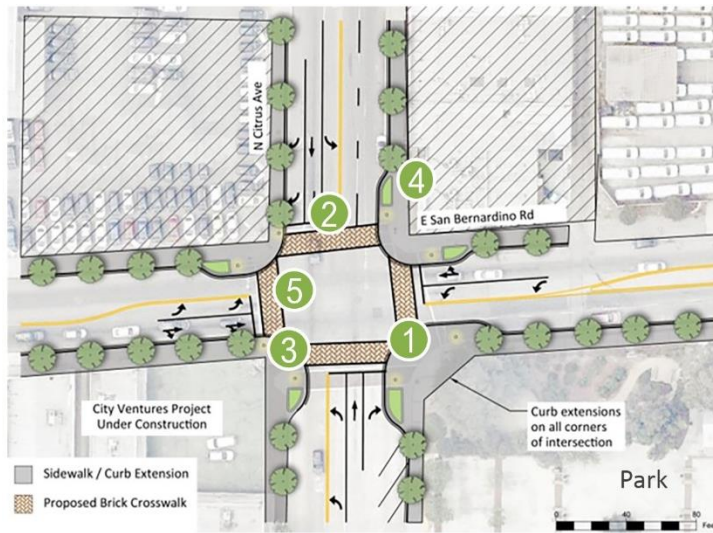 N Citrus Ave
4
2
E San Bernardino Rd
5
3
1
City Ventures Project
Under Construction
Curb extensions
on all corners
of intersection
Sidewalk / Curb Extension
Proposed Brick Crosswalk
Park
0 40 80
Feet